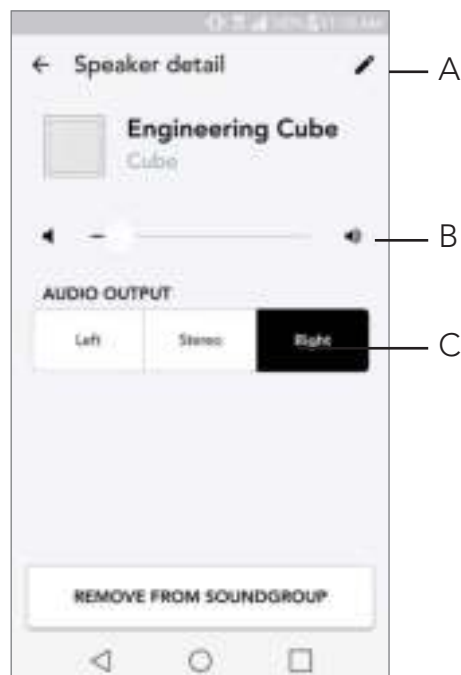 Speaker detail
A
Engineering Cube
Cube
B
AUDIO OUTPUT
Left Stereo Right
C
REMOVE FROM SOUNDGROUP